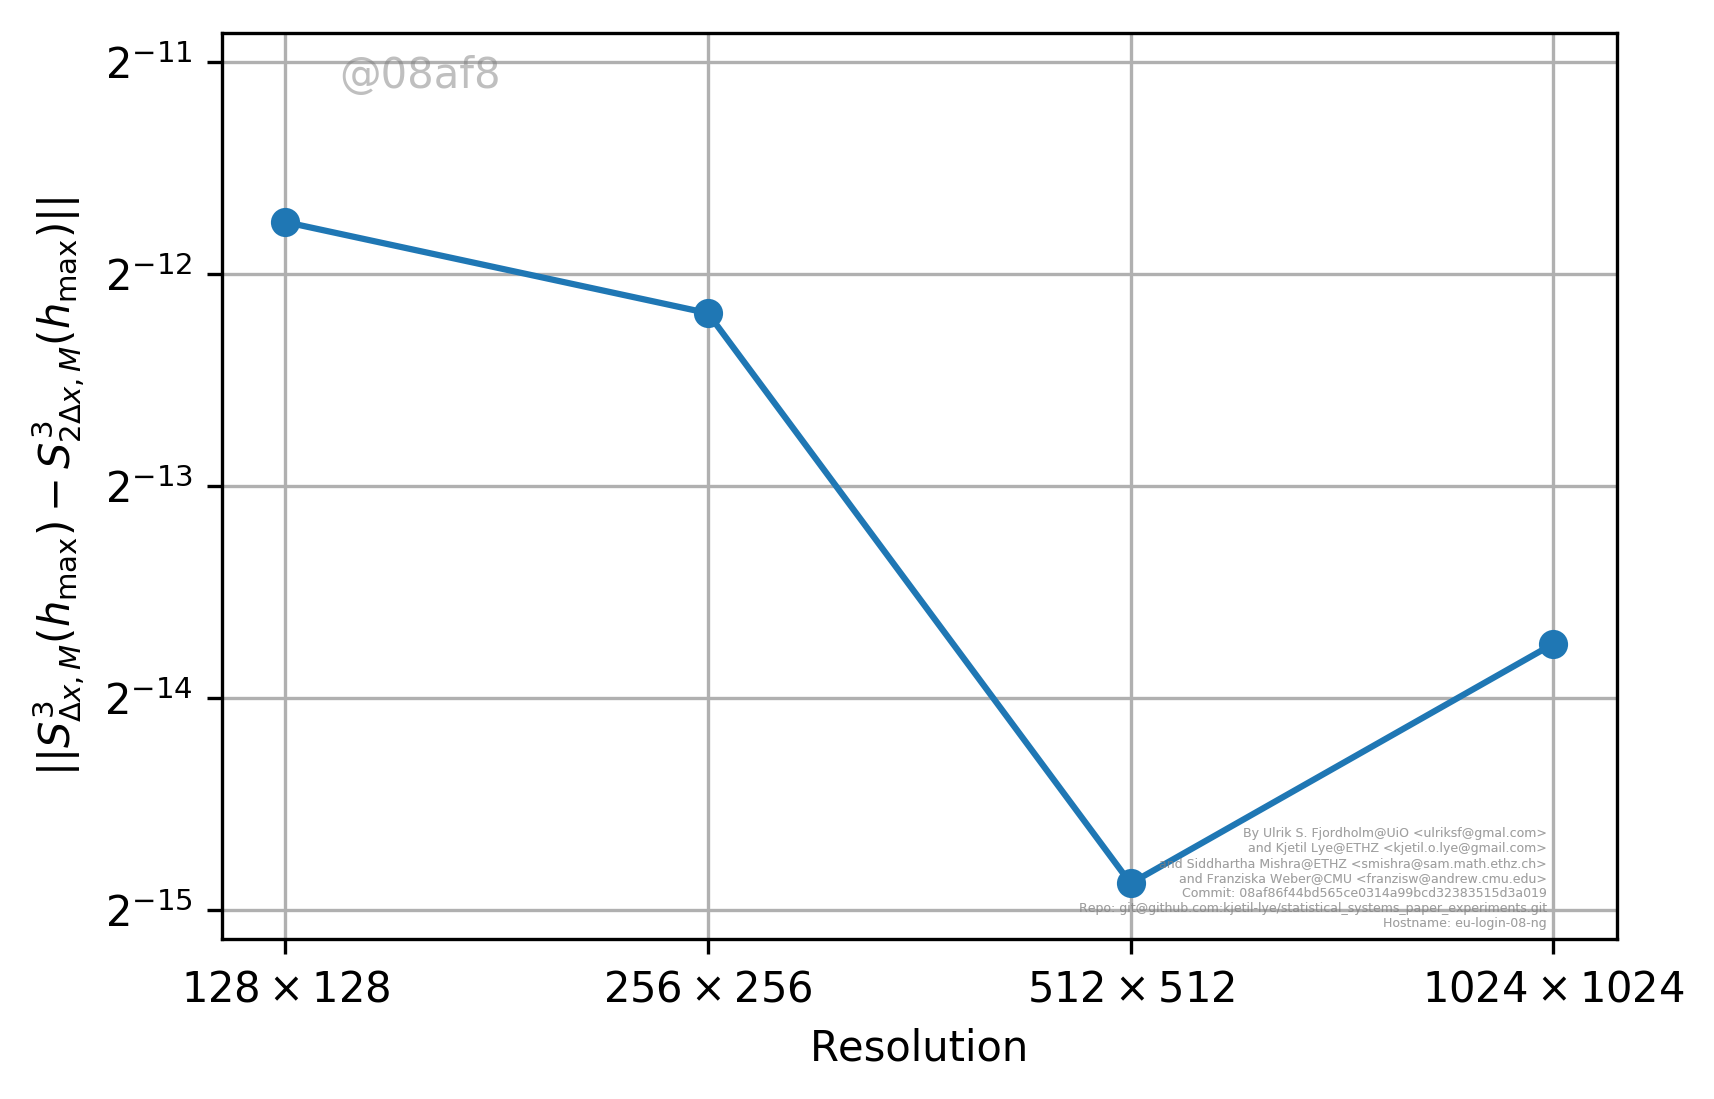 @08af8
2⁻¹¹
2⁻¹²
2⁻¹³
2⁻¹⁴
2⁻¹⁵
||S³_{Δx,M}(h_max) − S³_{2Δx,M}(h_max)||
By Ulrik S. Fjordholm@UiO <ulriksf@gmal.com>
and Kjetil Lye@ETHZ <kjetil.o.lye@gmail.com>
and Siddhartha Mishra@ETHZ <smishra@sam.math.ethz.ch>
and Franziska Weber@CMU <franzisw@andrew.cmu.edu>
Commit: 08af86f44bd565ce0314a99bcd32383515d3a019
Repo: git@github.com:kjetil-lye/statistical_systems_paper_experiments.git
Hostname: eu-login-08-ng
128 × 128 256 × 256 512 × 512 1024 × 1024
Resolution